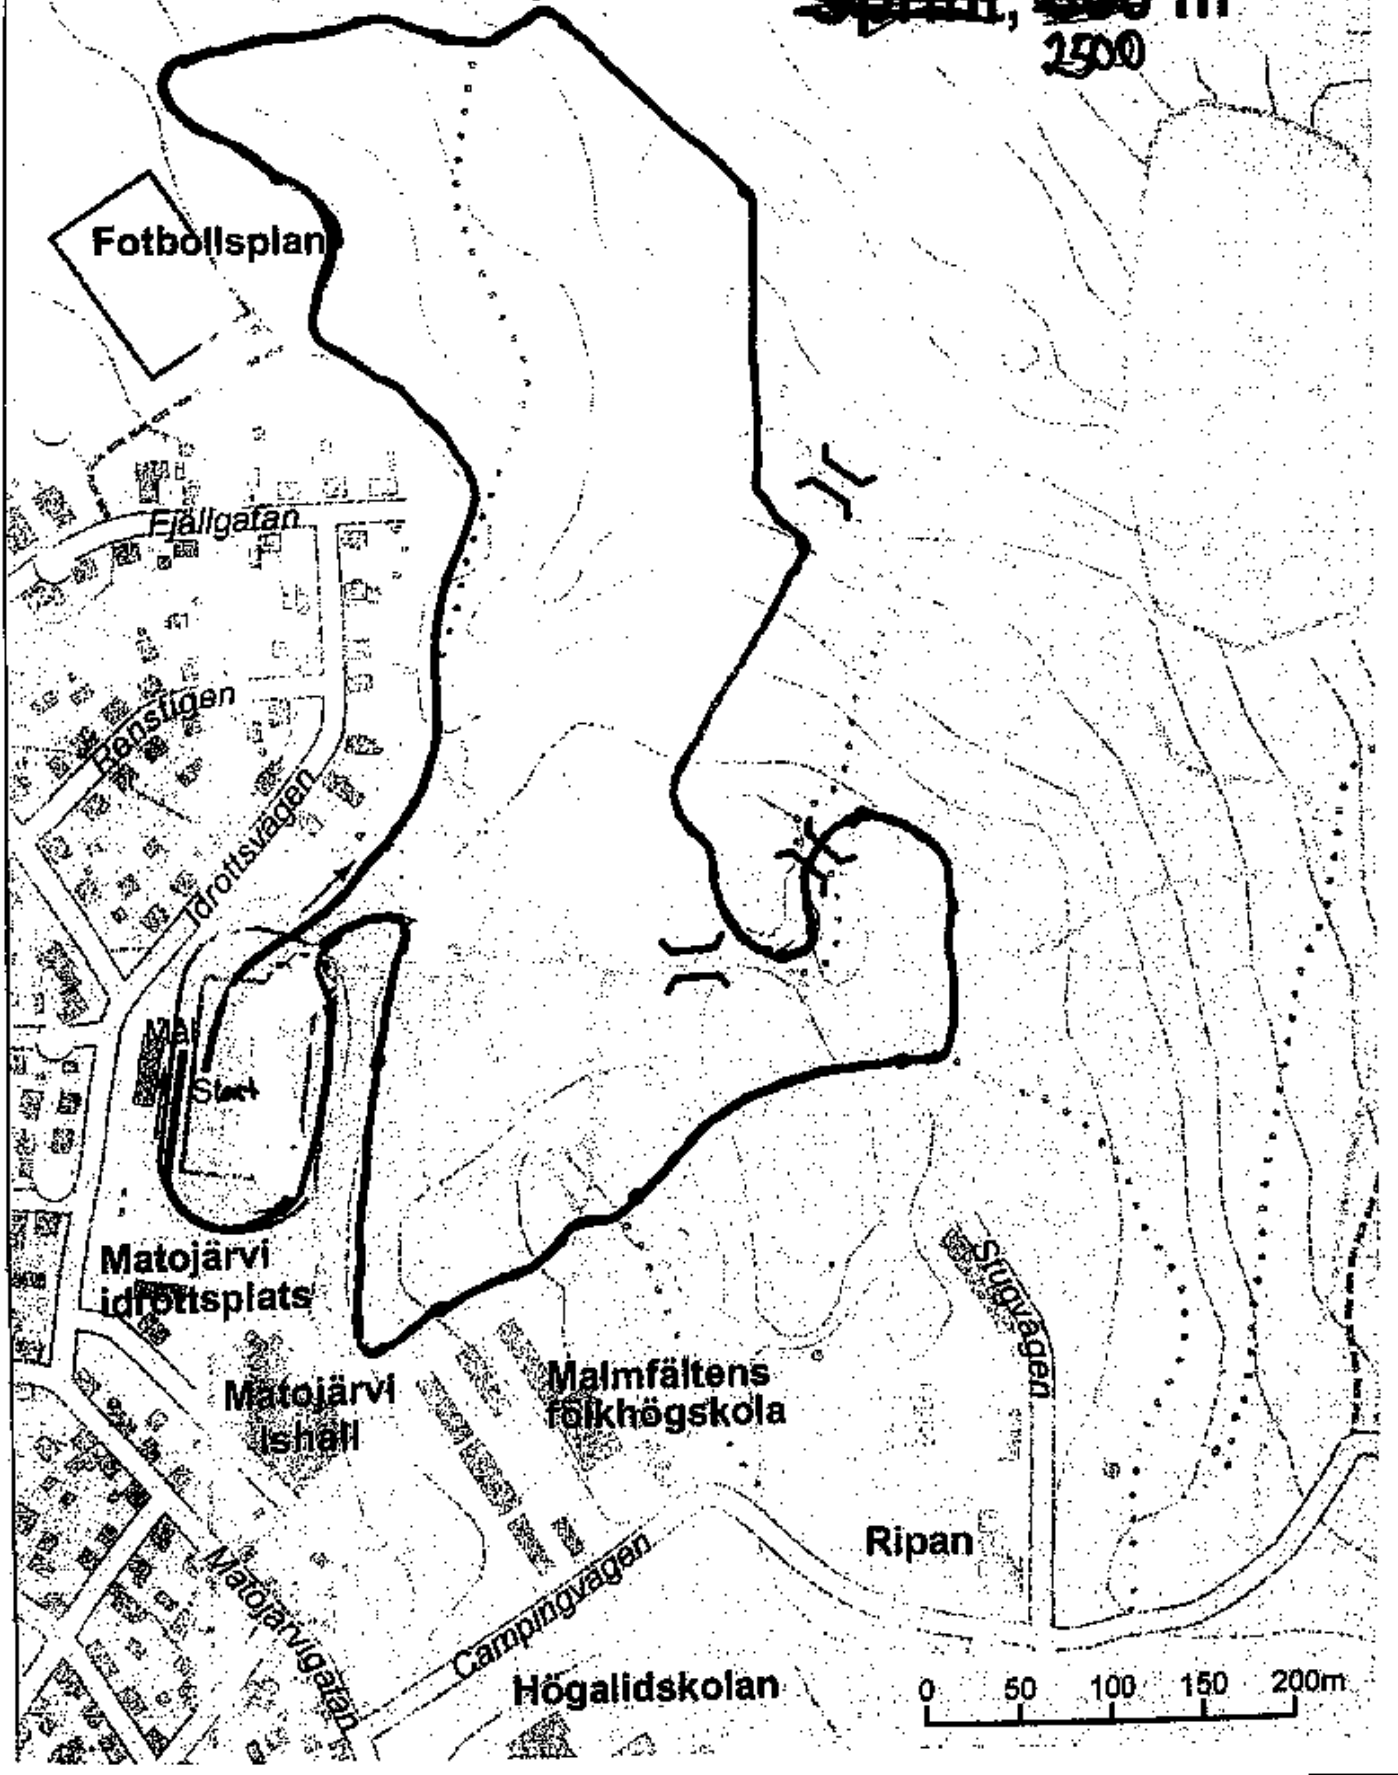 2500
Fotbollsplan
Fjällgatan
Renstigen
Idrottsvägen
Mål
Start
Matojärvi
idrottsplats
Stugvägen
Matojärvi
Ishall
Malmfältens
folkhögskola
Ripan
Matojärvigatan
Campingvägen
Högalidskolan
0 50 100 150 200m